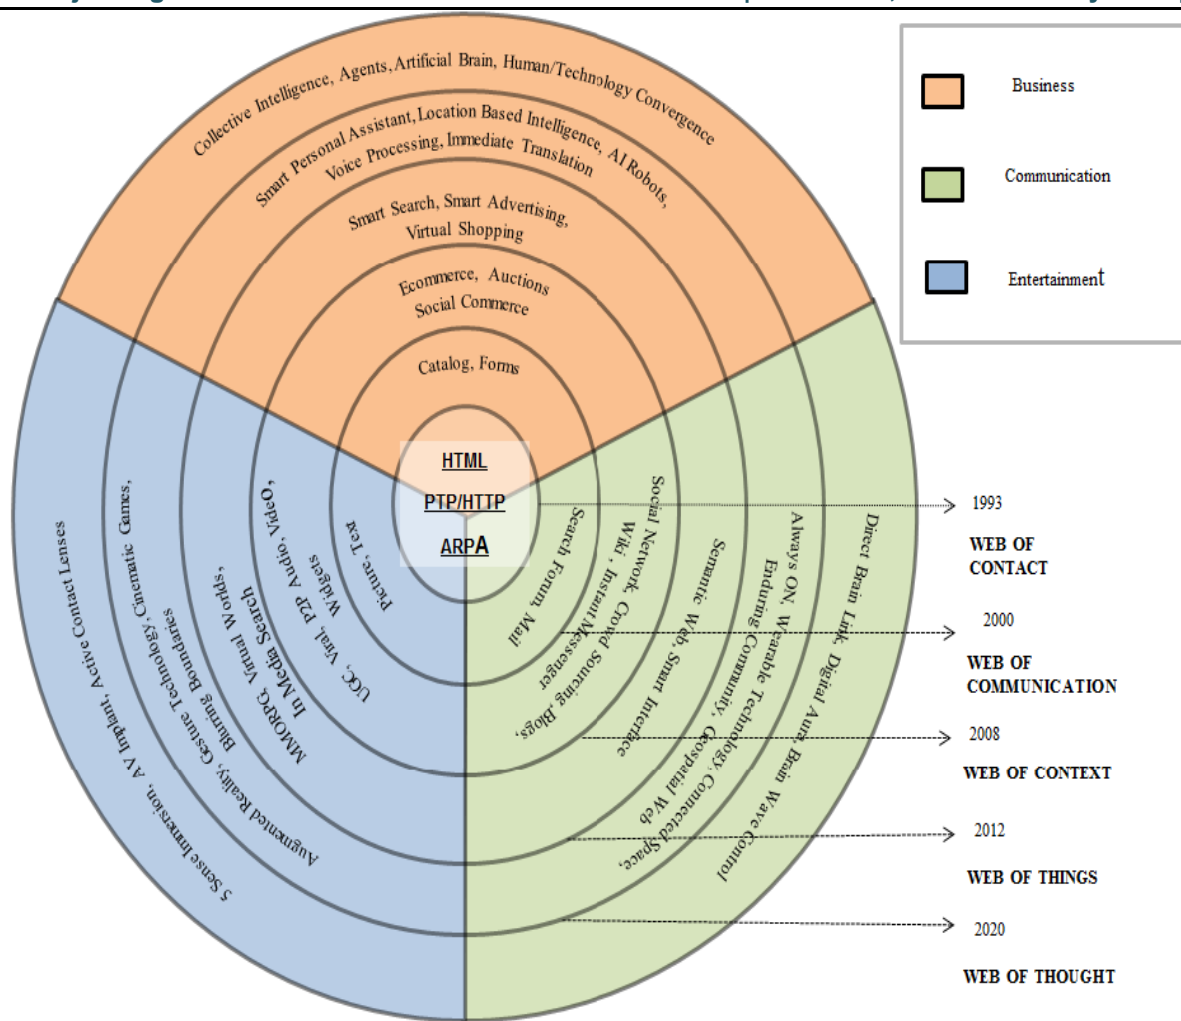 Collective Intelligence, Agents, Artificial Brain, Human/Technology Convergence
Smart Personal Assistant, Location Based Intelligence, AI Robots,
Voice Processing, Immediate Translation
Smart Search, Smart Advertising,
Virtual Shopping
Ecommerce, Auctions
Social Commerce
Catalog, Forms
HTML
PTP/HTTP
ARPA
Picture, Text
UGC, Viral, P2P Audio, VideO,
Widgets
MMORPG, Virtual Worlds,
In Media Search
Augmented Reality, Gesture Technology, Cinematic Games,
Blurring Boundaries
5 Sense Immersion, AV Implant, Active Contact Lenses
Search Forum, Mail
Social Network, Crowd Sourcing, Blogs,
Wiki, Instant Messenger
Semantic Web, Smart Interface
Always ON, Wearable Technology, Connected Space,
Enduring Community, Geospatial Web
Direct Brain Link, Digital Aura, Brain Wave Control
Business
Communication
Entertainment
1993
WEB OF
CONTACT
2000
WEB OF
COMMUNICATION
2008
WEB OF CONTEXT
2012
WEB OF THINGS
2020
WEB OF THOUGHT